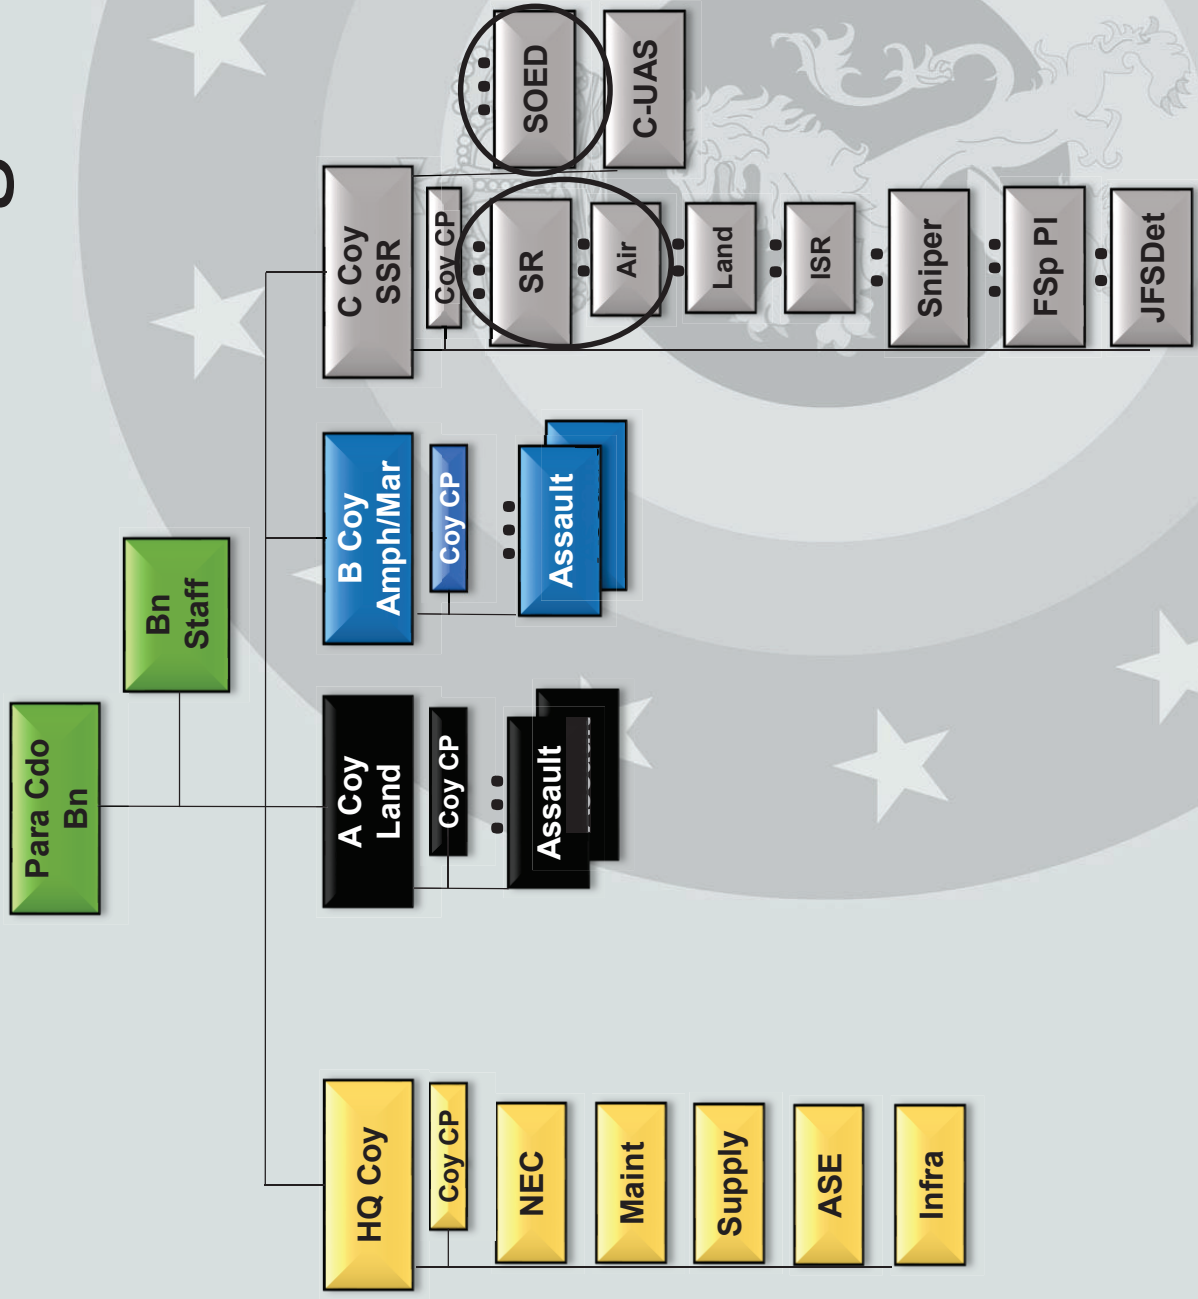 Para Cdo
Bn
Bn
Staff
HQ Coy
Coy CP
NEC
Maint
Supply
ASE
Infra
A Coy
Land
Coy CP
Assault
B Coy
Amph/Mar
Coy CP
Assault
C Coy
SSR
Coy CP
SR
Air
Land
ISR
Sniper
FSp Pl
JFSDet
SOED
C-UAS